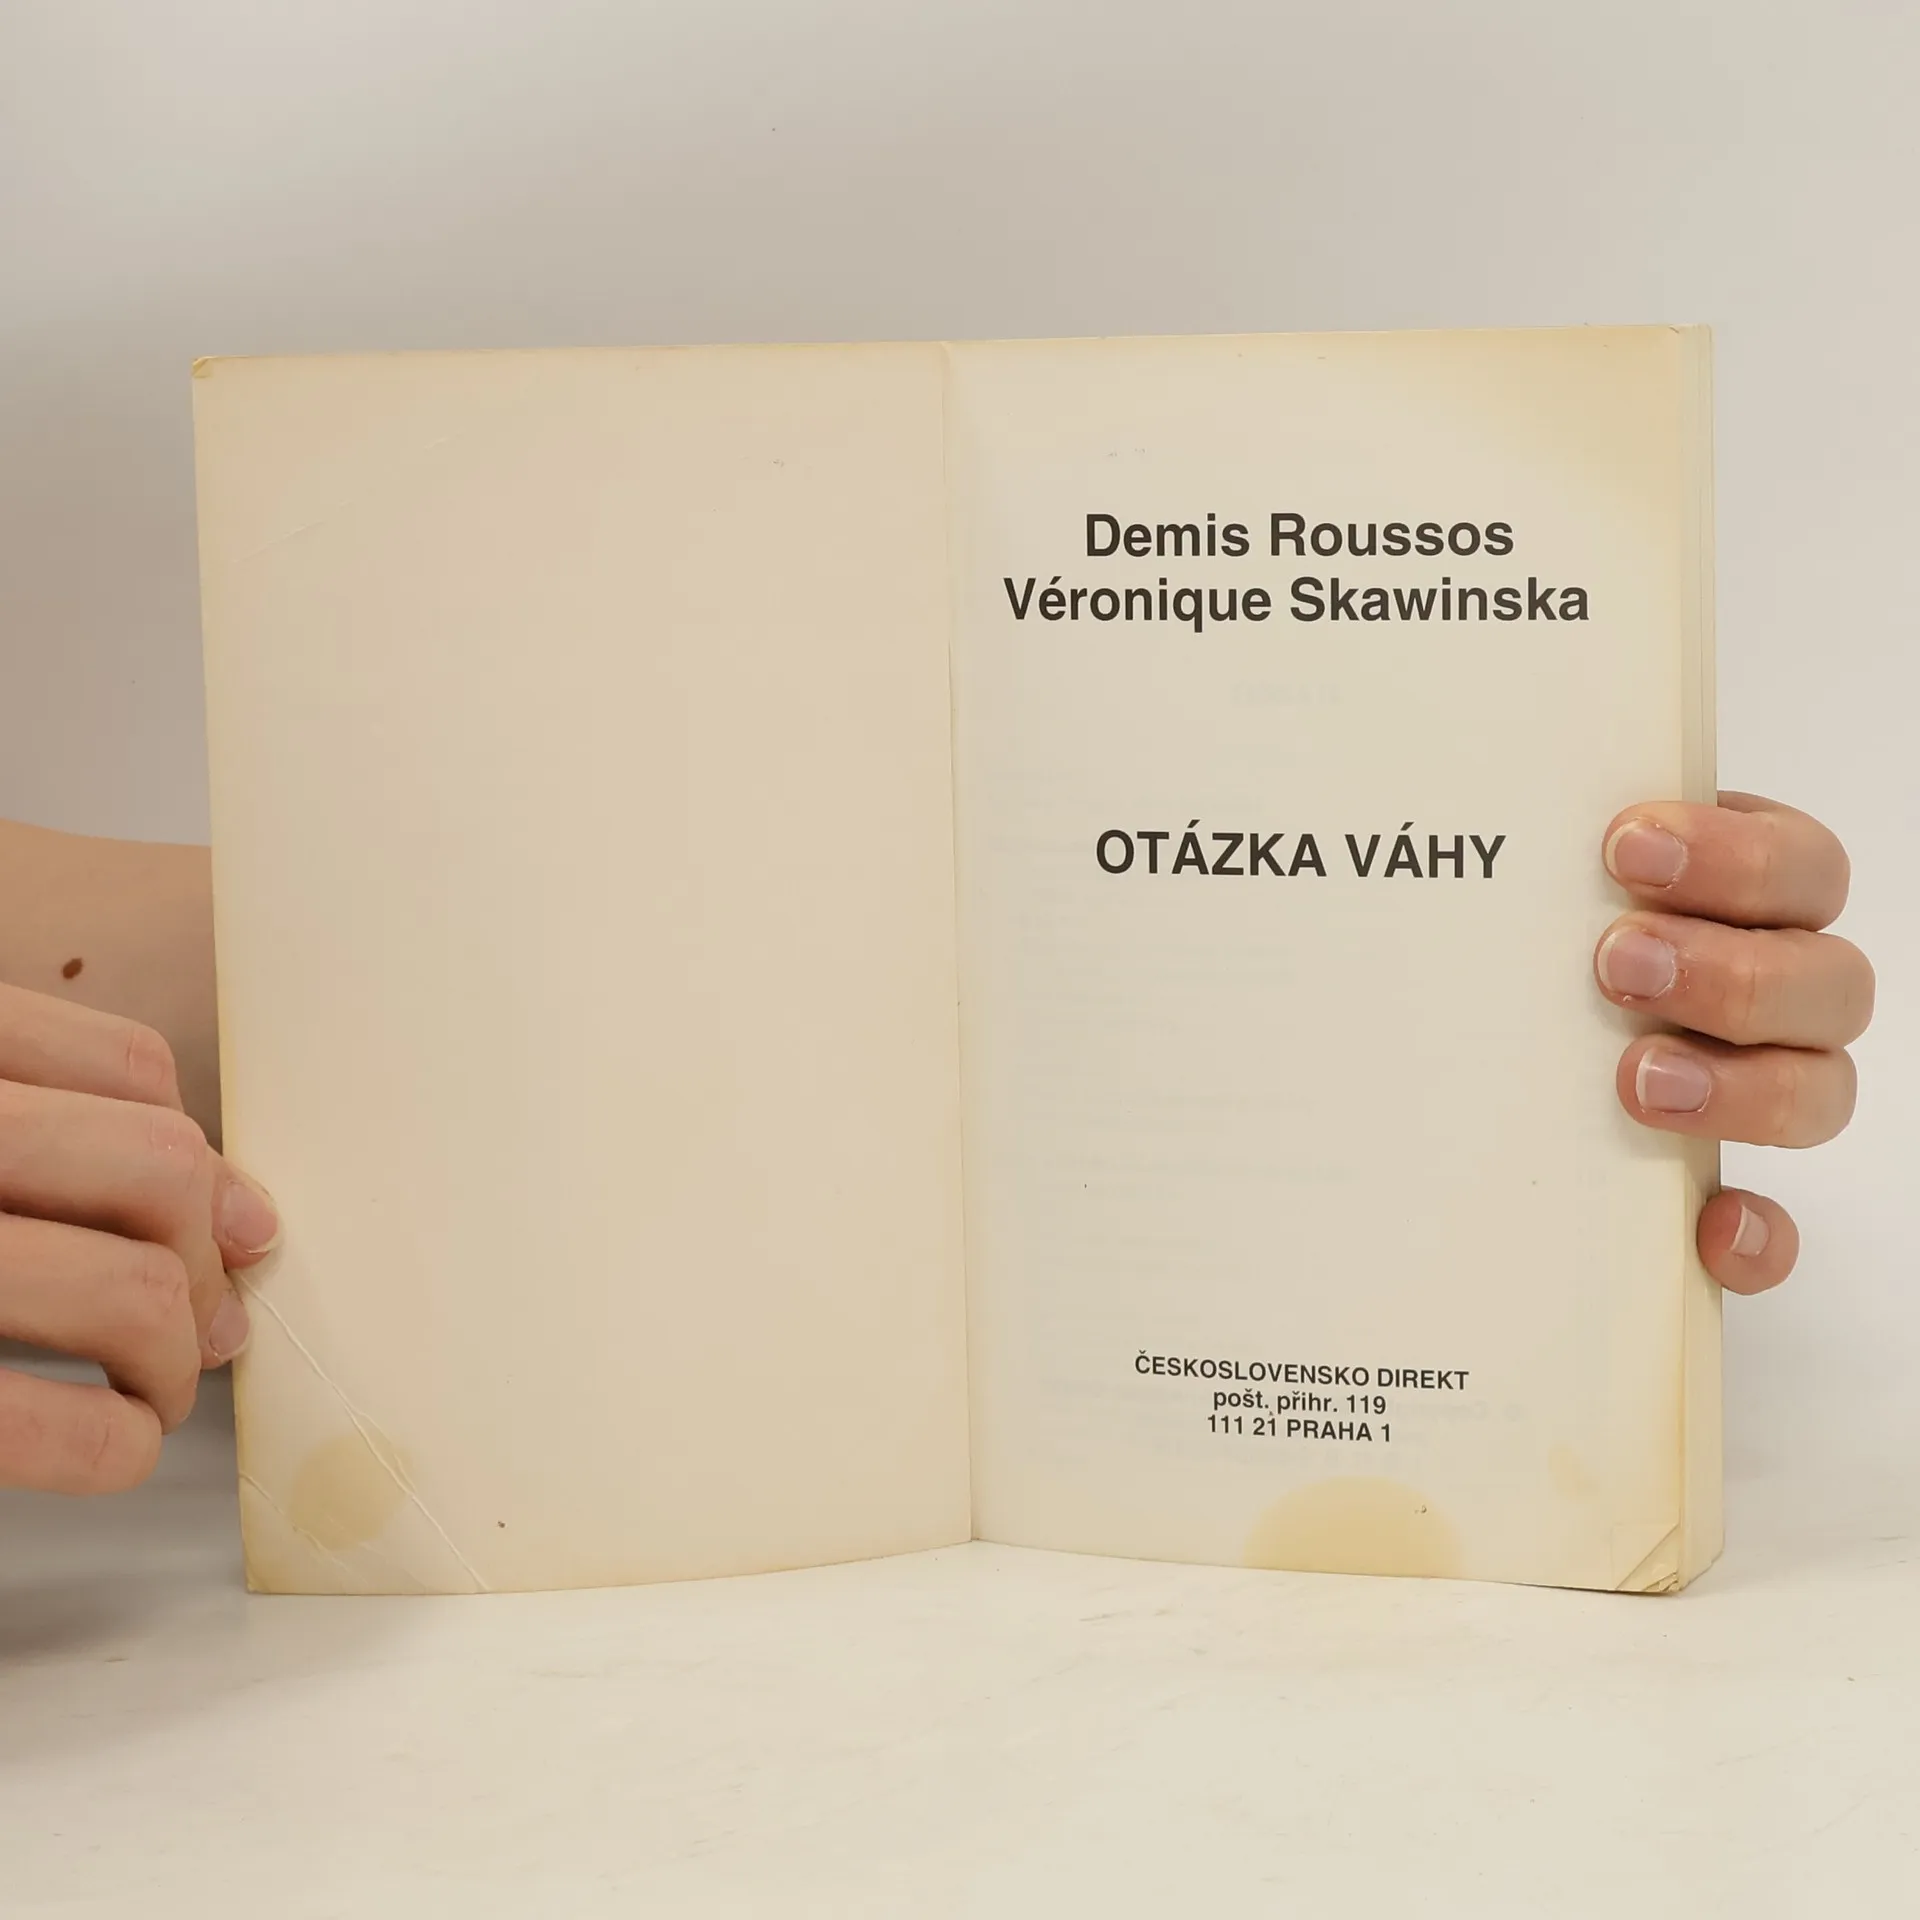 Demis Roussos
Véronique Skawinska
OTÁZKA VÁHY
ČESKOSLOVENSKO DIREKT
pošt. přihr. 119
111 21 PRAHA 1